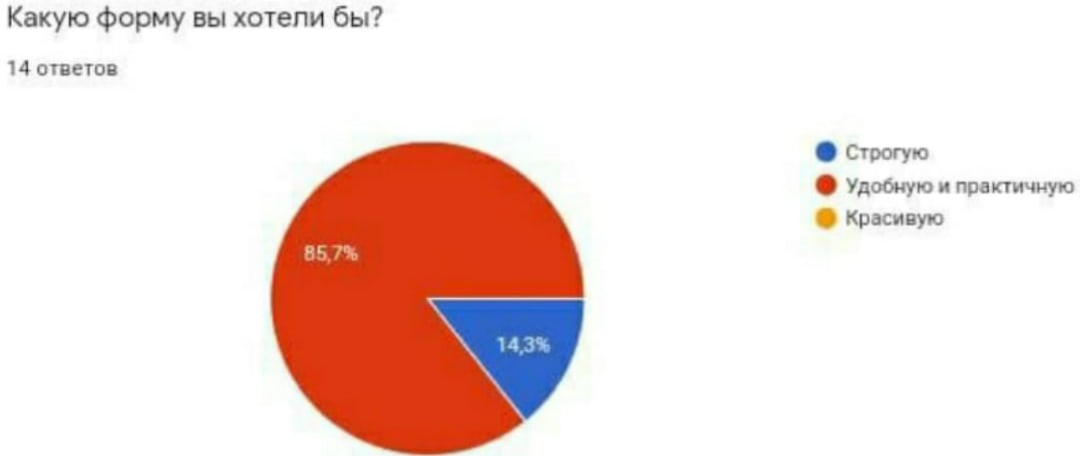 Какую форму вы хотели бы?
14 ответов
Строгую
Удобную и практичную
Красивую
85,7%
14,3%